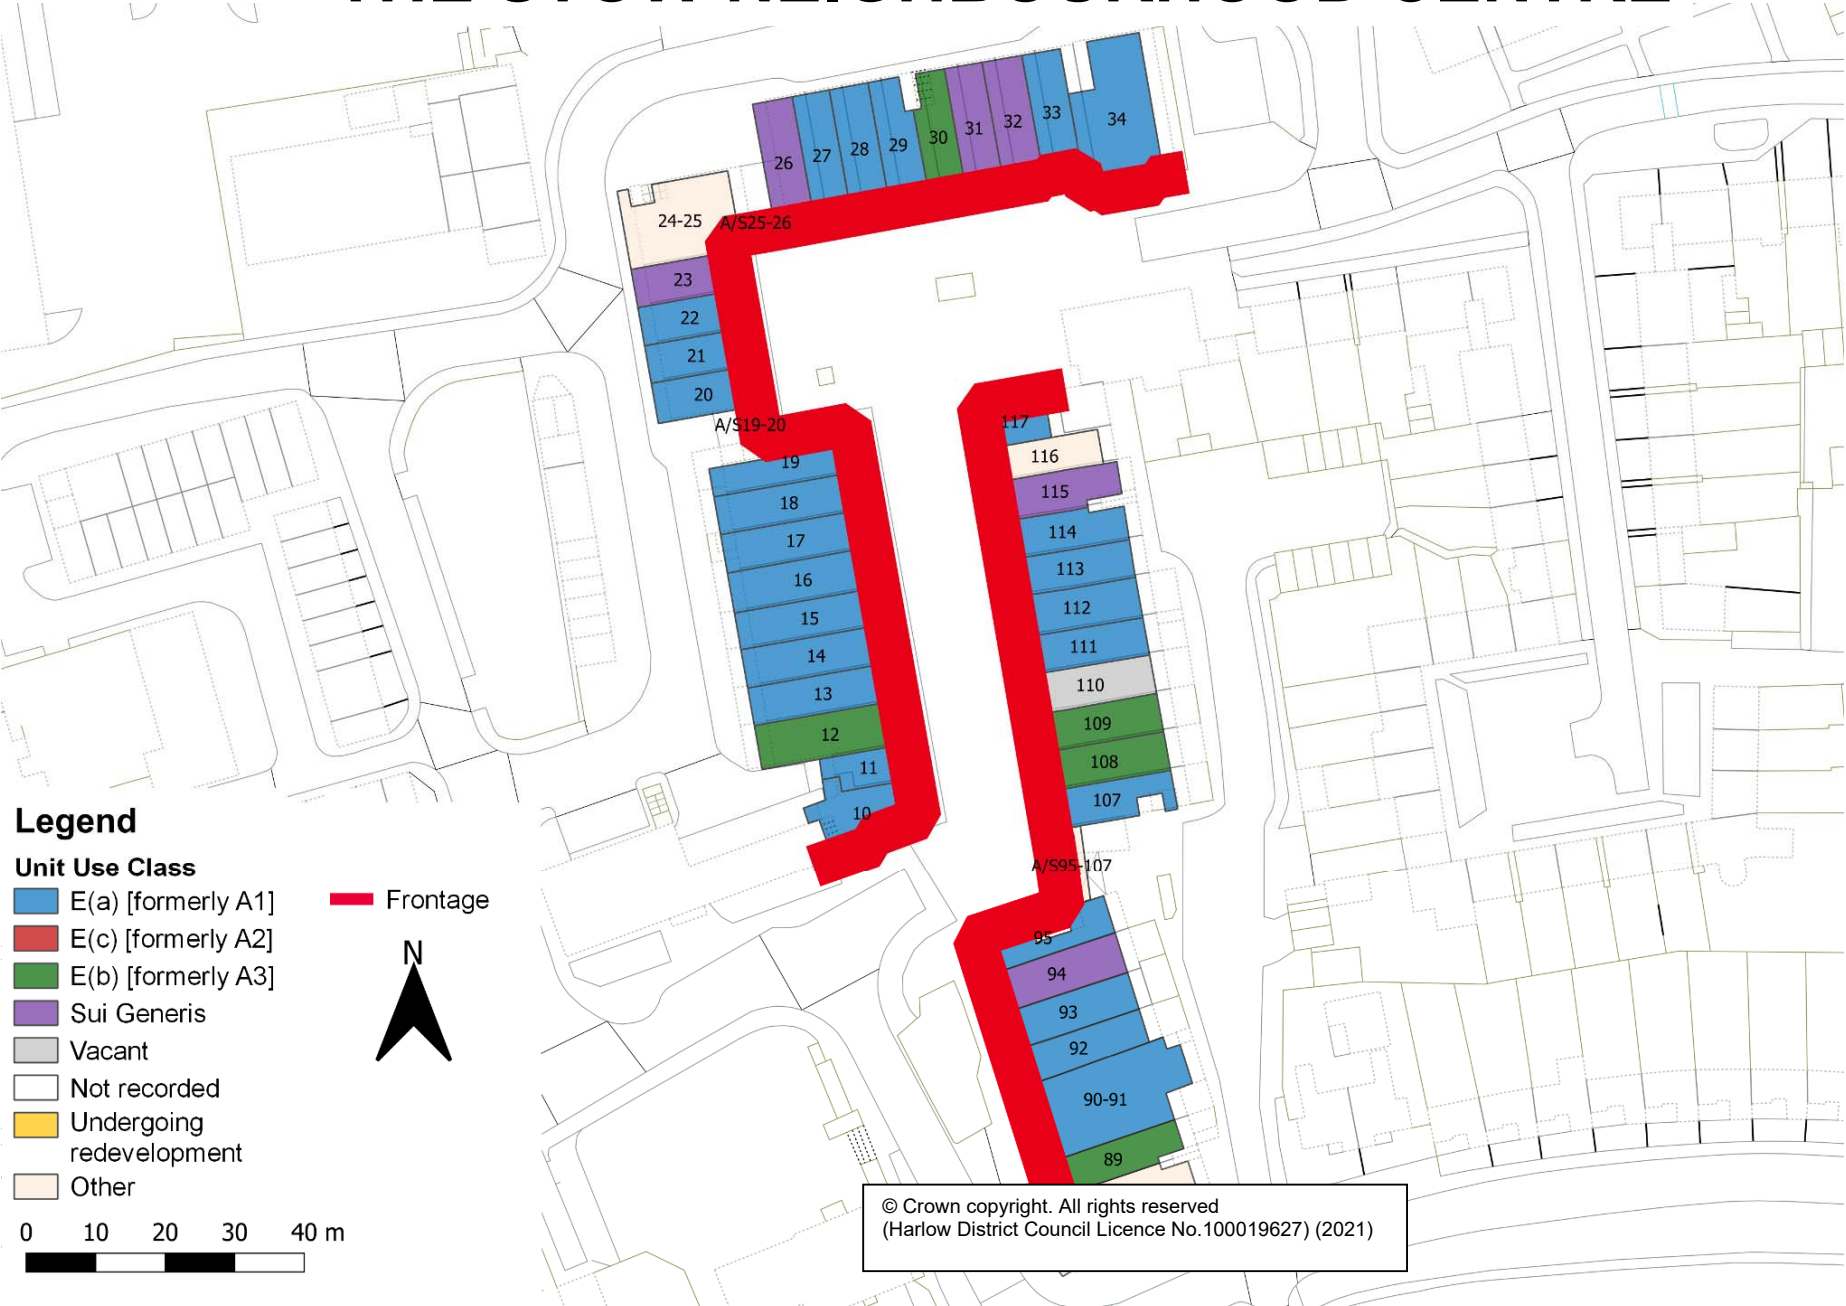 THE STOW NEIGHBOURHOOD CENTRE
26
27
28
29
30
31
32
33
34
24-25
A/S25-26
23
22
21
20
A/S19-20
19
18
17
16
15
14
13
12
11
10
117
116
115
114
113
112
111
110
109
108
107
A/S95-107
95
94
93
92
90-91
89
Legend
Unit Use Class
E(a) [formerly A1]
E(c) [formerly A2]
E(b) [formerly A3]
Sui Generis
Vacant
Not recorded
Undergoing
redevelopment
Other
Frontage
N
0 10 20 30 40 m
© Crown copyright. All rights reserved
(Harlow District Council Licence No.100019627) (2021)